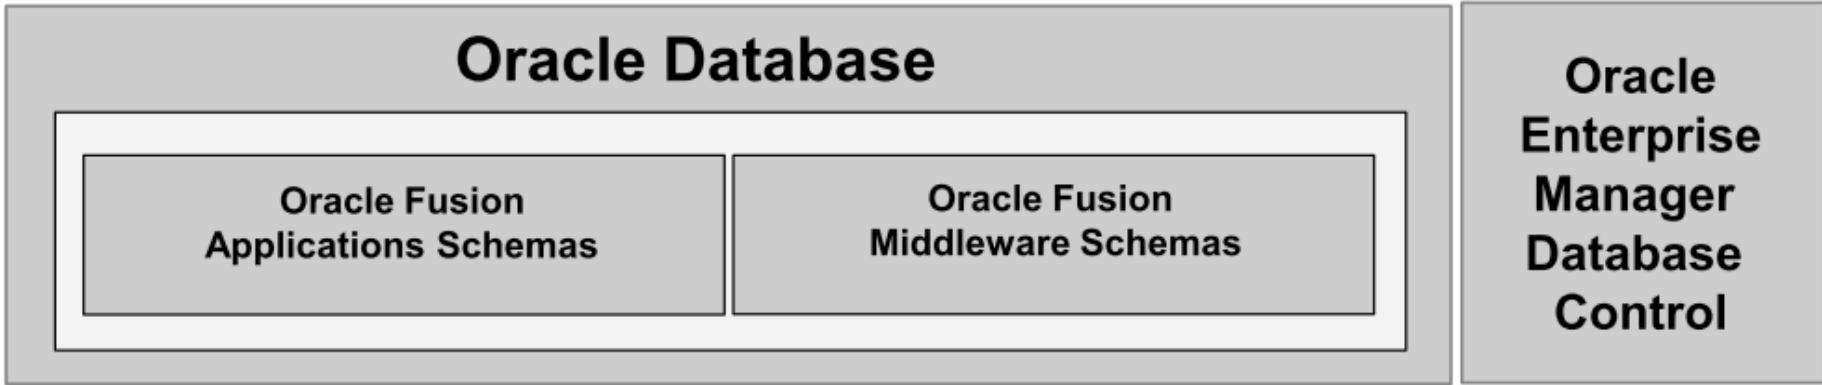 Oracle Database
Oracle Fusion
Applications Schemas
Oracle Fusion
Middleware Schemas
Oracle
Enterprise
Manager
Database
Control